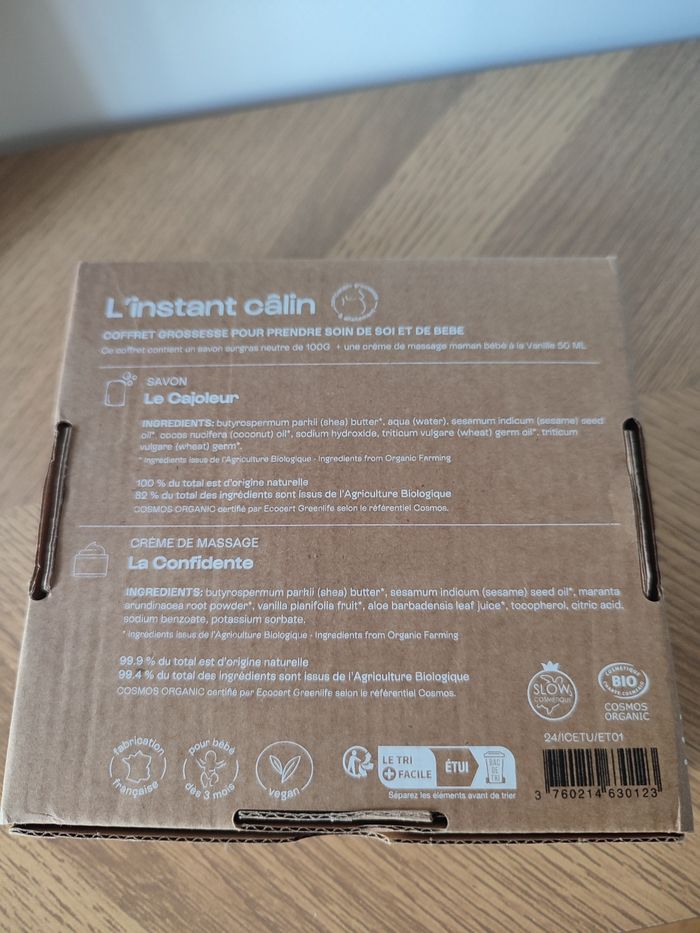 L'instant câlin
COFFRET GROSSESSE POUR PRENDRE SOIN DE SOI ET DE BÉBÉ
Ce coffret contient un savon surgras neutre de 100G + une crème de massage maman bébé à la Vanille 50 ML
SAVON
Le Cajoleur
INGREDIENTS: butyrospermum parkii (shea) butter*, aqua (water), sesamum indicum (sesame) seed
oil*, cocos nucifera (coconut) oil*, sodium hydroxide, triticum vulgare (wheat) germ oil*, triticum
vulgare (wheat) germ*.
* Ingrédients issus de l'Agriculture Biologique - Ingredients from Organic Farming
100 % du total est d'origine naturelle
82 % du total des ingrédients sont issus de l'Agriculture Biologique
COSMOS ORGANIC certifié par Ecocert Greenlife selon le référentiel Cosmos.
CRÈME DE MASSAGE
La Confidente
INGREDIENTS: butyrospermum parkii (shea) butter*, sesamum indicum (sesame) seed oil*, maranta
arundinacea root powder*, vanilla planifolia fruit*, aloe barbadensis leaf juice*, tocopherol, citric acid,
sodium benzoate, potassium sorbate.
* Ingrédients issus de l'Agriculture Biologique - Ingredients from Organic Farming
99.9 % du total est d'origine naturelle
99.4 % du total des ingrédients sont issus de l'Agriculture Biologique
COSMOS ORGANIC certifié par Ecocert Greenlife selon le référentiel Cosmos.
SLOW
COSMÉTIQUE
COSMÉTIQUE
BIO
COSMOS
ORGANIC
24/ICETU/ET01
fabrication
française
pour bébé
dès 3 mois
vegan
LE TRI
+ FACILE
ÉTUI
BAC
DE
TRI
Séparez les éléments avant de trier
3 760214 630123